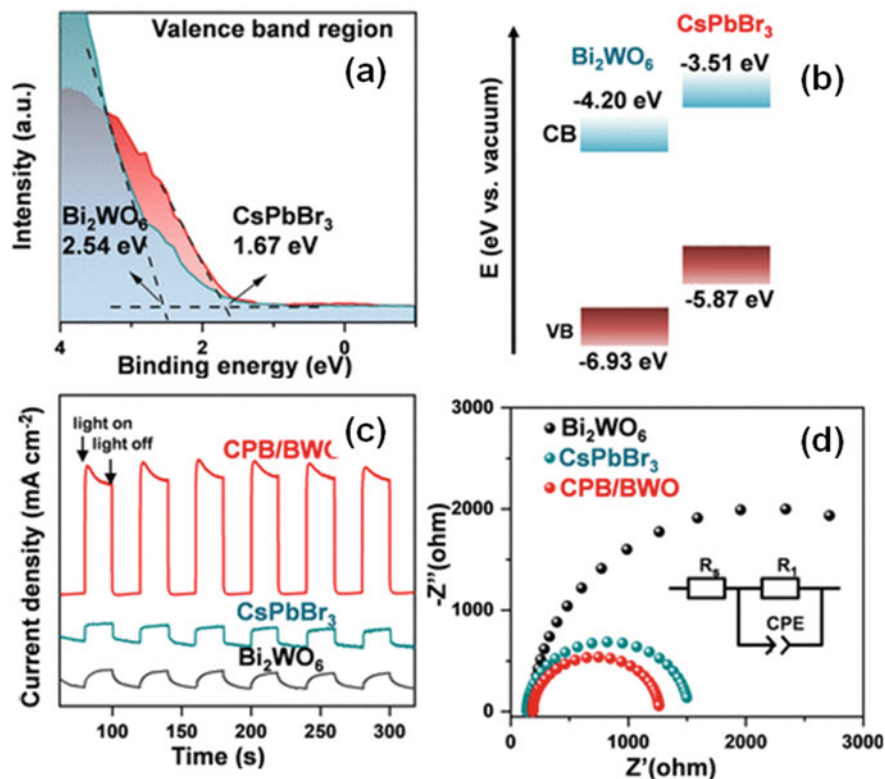 Valence band region
(a)
Bi₂WO₆
2.54 eV
CsPbBr₃
1.67 eV
Intensity (a.u.)
4 2 0
Binding energy (eV)
(b)
CsPbBr₃
Bi₂WO₆
-3.51 eV
-4.20 eV
CB
E (eV vs. vacuum)
-5.87 eV
VB
-6.93 eV
(c)
light on
light off
CPB/BWO
CsPbBr₃
Bi₂WO₆
Current density (mA cm⁻²)
100 150 200 250 300
Time (s)
(d)
Bi₂WO₆
CsPbBr₃
CPB/BWO
Rₛ
R₁
CPE
3000
2000
1000
0
-Z''(ohm)
0 1000 2000 3000
Z'(ohm)